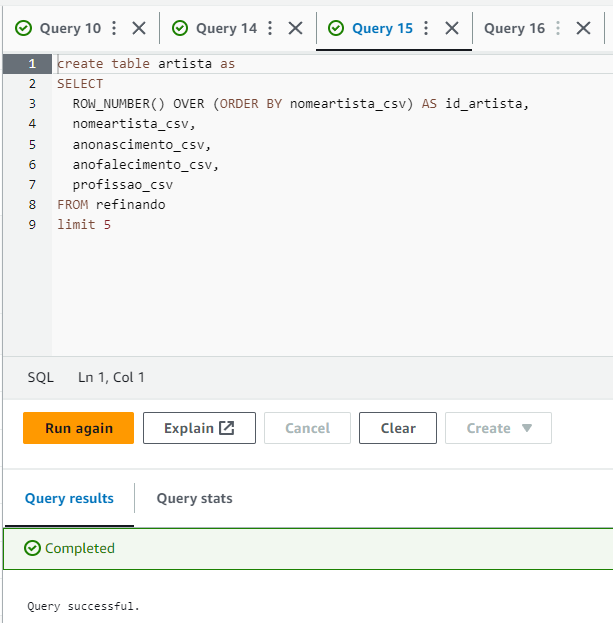 Query 10 Query 14 Query 15 Query 16
1 create table artista as
2 SELECT
3 ROW_NUMBER() OVER (ORDER BY nomeartista_csv) AS id_artista,
4 nomeartista_csv,
5 anonascimento_csv,
6 anofalecimento_csv,
7 profissao_csv
8 FROM refinando
9 limit 5
SQL Ln 1, Col 1
Run again Explain Cancel Clear Create
Query results Query stats
Completed
Query successful.